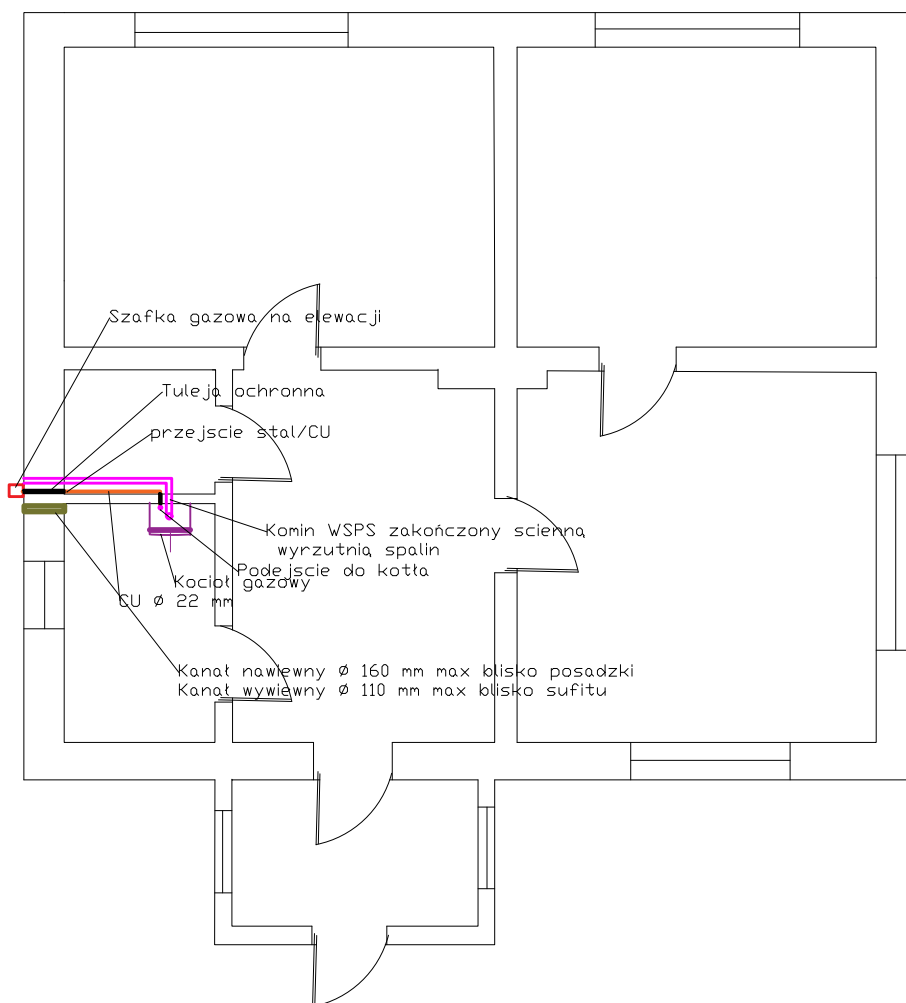 Szafka gazowa na elewacji
Tuleja ochronna
przejscie stal/CU
Komin WSPS zakończony scienną
wyrzutnią spalin
Podejscie do kotła
Kocioł gazowy
CU ø 22 mm
Kanał nawiewny ø 160 mm max blisko posadzki
Kanał wywiewny ø 110 mm max blisko sufitu